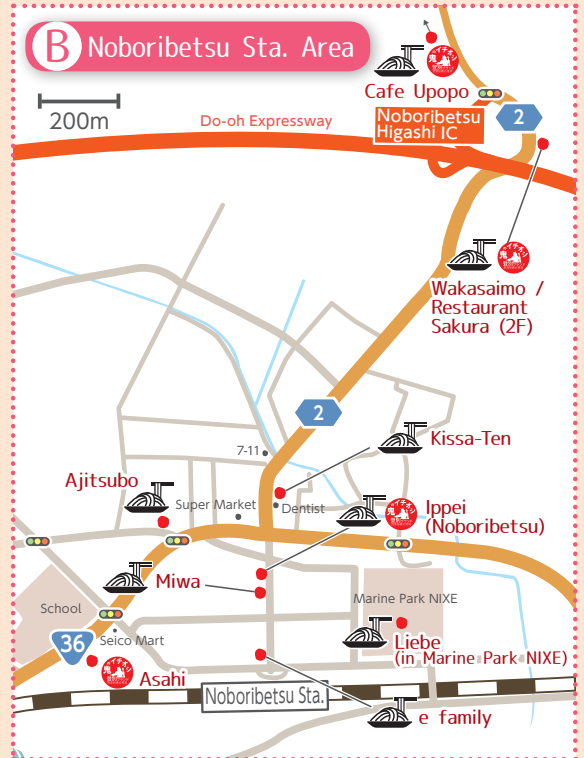 B Noboribetsu Sta. Area
200m
Do-oh Expressway
Cafe Upopo
Noboribetsu
Higashi IC
2
Wakasaimo /
Restaurant
Sakura (2F)
2
Kissa-Ten
7-11
Ajitsubo
Super Market
Dentist
Ippei
(Noboribetsu)
Miwa
School
Marine Park NIXE
36
Seico Mart
Liebe
(in Marine Park NIXE)
Asahi
Noboribetsu Sta.
e family